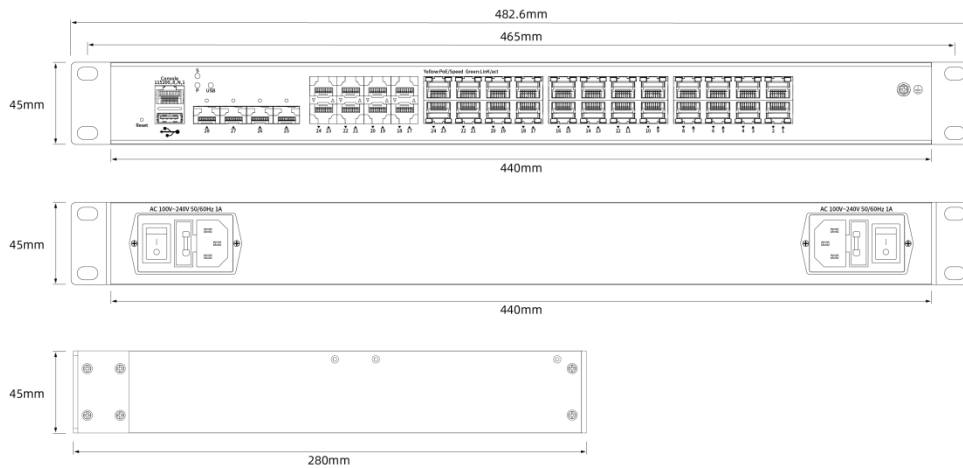 482.6mm
465mm
Console
115200,8,N,1
S
P
USB
Yellow:PoE/Speed Green:Link/act
45mm
Reset
28 27 26 25
24 23 22 21 20 19 18 17
24 23 22 21 20 19 18 17
16 15 14 13 12 11 10 9
8 7 6 5 4 3 2 1
440mm
AC 100V~240V 50/60Hz 1A
AC 100V~240V 50/60Hz 1A
45mm
440mm
45mm
280mm